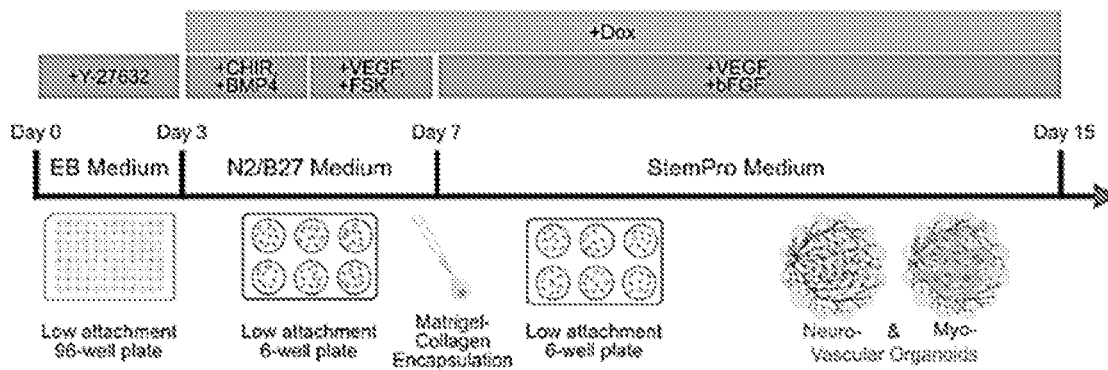 +Dox
+Y-27632
+CHIR,
+BMP4
+VEGF,
+FSK
+VEGF,
+bFGF
Day 0
Day 3
Day 7
Day 15
EB Medium
N2/B27 Medium
StemPro Medium
Low attachment
96-well plate
Low attachment
6-well plate
Matrigel-
Collagen
Encapsulation
Low attachment
6-well plate
Neuro- & Myo-
Vascular Organoids